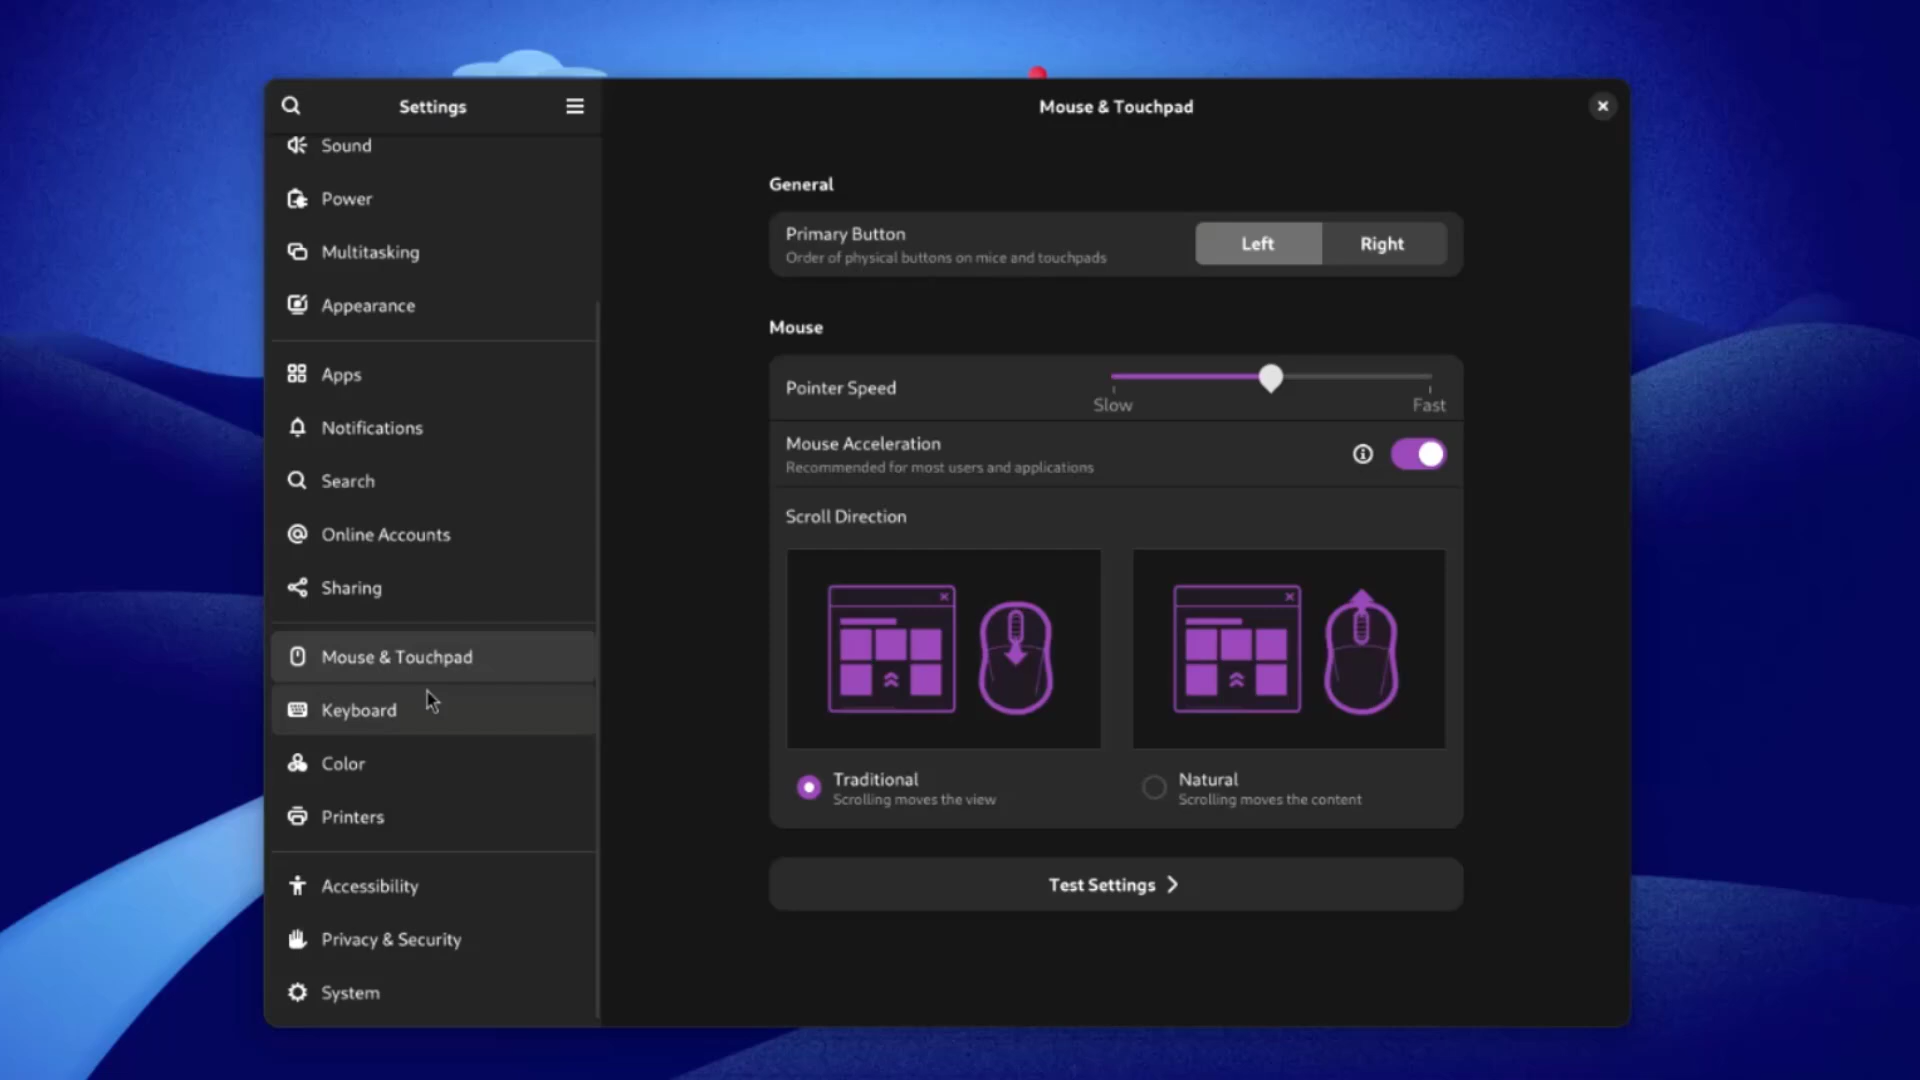 Settings
Mouse & Touchpad
Sound
Power
Multitasking
Appearance
Apps
Notifications
Search
Online Accounts
Sharing
Mouse & Touchpad
Keyboard
Color
Printers
Accessibility
Privacy & Security
System
General
Primary Button
Order of physical buttons on mice and touchpads
Left
Right
Mouse
Pointer Speed
Slow
Fast
Mouse Acceleration
Recommended for most users and applications
Scroll Direction
Traditional
Scrolling moves the view
Natural
Scrolling moves the content
Test Settings